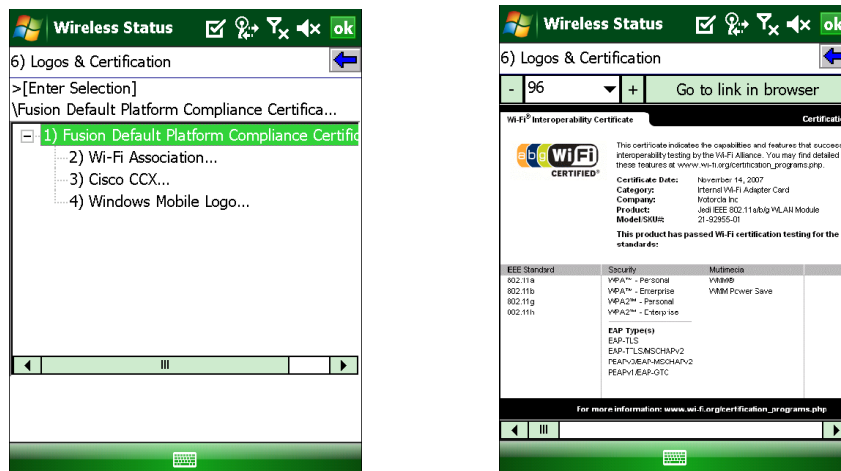 Wireless Status
ok
6) Logos & Certification
>[Enter Selection]
\Fusion Default Platform Compliance Certifica...
1) Fusion Default Platform Compliance Certific
2) Wi-Fi Association...
3) Cisco CCX...
4) Windows Mobile Logo...
Wireless Status
ok
6) Logos & Certification
- 96 + Go to link in browser
Wi-Fi® Interoperability Certificate
Certificati
a b g Wi Fi
CERTIFIED®
This certificate indicates the capabilities and features that success
interoperability testing by the Wi-Fi Alliance. You may find detailed
these features at www.wi-fi.org/certification_programs.php.
Certificate Date: November 14, 2007
Category: Internal Wi-Fi Adapter Card
Company: Motorola Inc
Product: Jedi IEEE 802.11a/b/g WLAN Module
Model/SKU#: 21-92955-01
This product has passed Wi-Fi certification testing for the
standards:
IEEE Standard Security Multimedia
802.11a WPA™ - Personal WMM®
802.11b WPA™ - Enterprise WMM Power Save
802.11g WPA2™ - Personal
802.11h WPA2™ - Enterprise
EAP Type(s)
EAP-TLS
EAP-TTLS/MSCHAPv2
PEAPv0/EAP-MSCHAPv2
PEAPv1/EAP-GTC
For more information: www.wi-fi.org/certification_programs.php